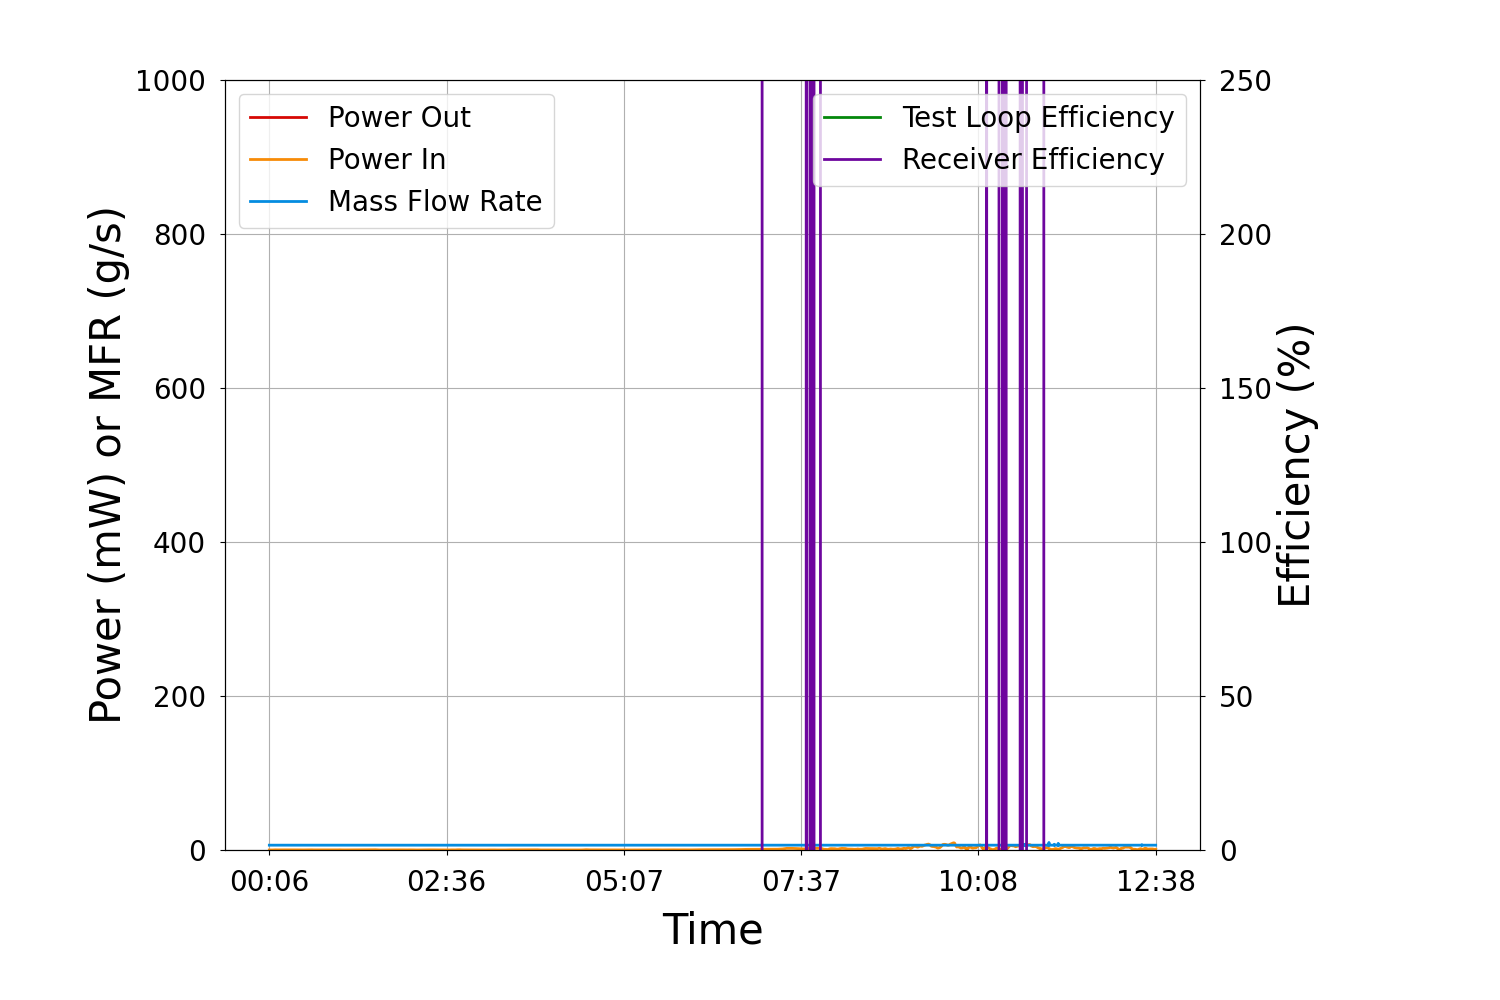 1000
800
600
400
200
0
Power (mW) or MFR (g/s)
Power Out
Power In
Mass Flow Rate
Test Loop Efficiency
Receiver Efficiency
250
200
150
100
50
0
Efficiency (%)
00:06 02:36 05:07 07:37 10:08 12:38
Time